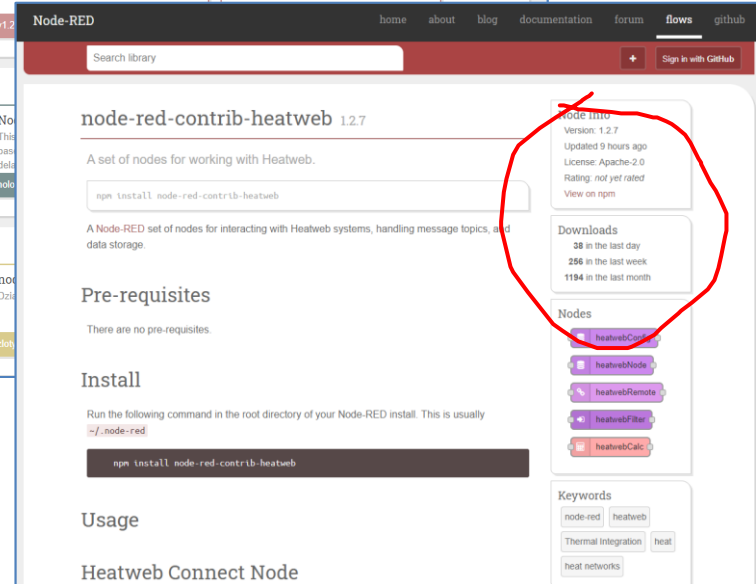 Node-RED
home about blog documentation forum flows github
Search library
+ Sign in with GitHub
node-red-contrib-heatweb 1.2.7
A set of nodes for working with Heatweb.
npm install node-red-contrib-heatweb
A Node-RED set of nodes for interacting with Heatweb systems, handling message topics, and
data storage.
Pre-requisites
There are no pre-requisites.
Install
Run the following command in the root directory of your Node-RED install. This is usually
~/.node-red
npm install node-red-contrib-heatweb
Usage
Heatweb Connect Node
Node Info
Version: 1.2.7
Updated 9 hours ago
License: Apache-2.0
Rating: not yet rated
View on npm
Downloads
38 in the last day
256 in the last week
1194 in the last month
Nodes
heatwebConfig
heatwebNode
heatwebRemote
heatwebFilter
heatwebCalc
Keywords
node-red heatweb
Thermal Integration heat
heat networks